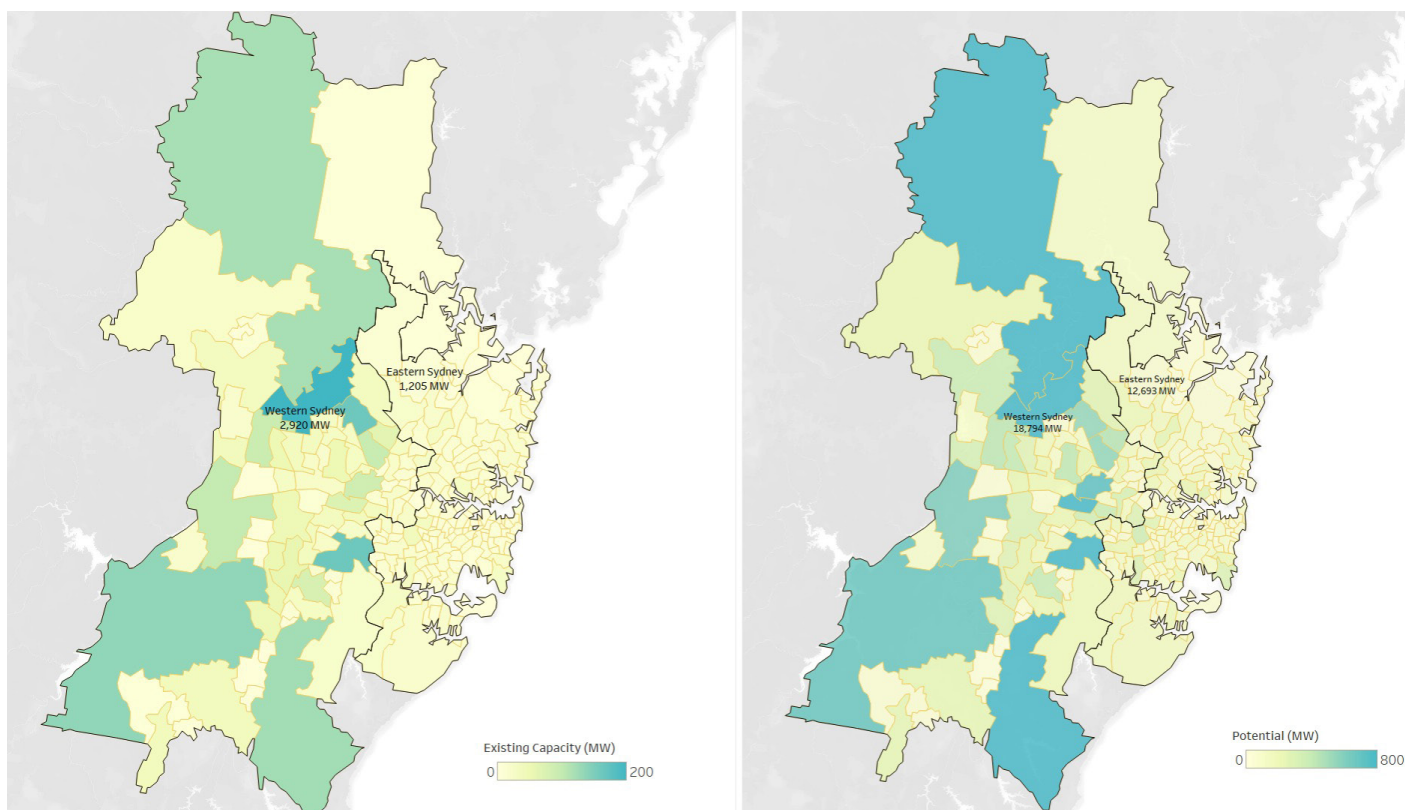 Eastern Sydney
1,205 MW
Western Sydney
2,920 MW
Existing Capacity (MW)
0
200
Eastern Sydney
12,693 MW
Western Sydney
18,794 MW
Potential (MW)
0
800